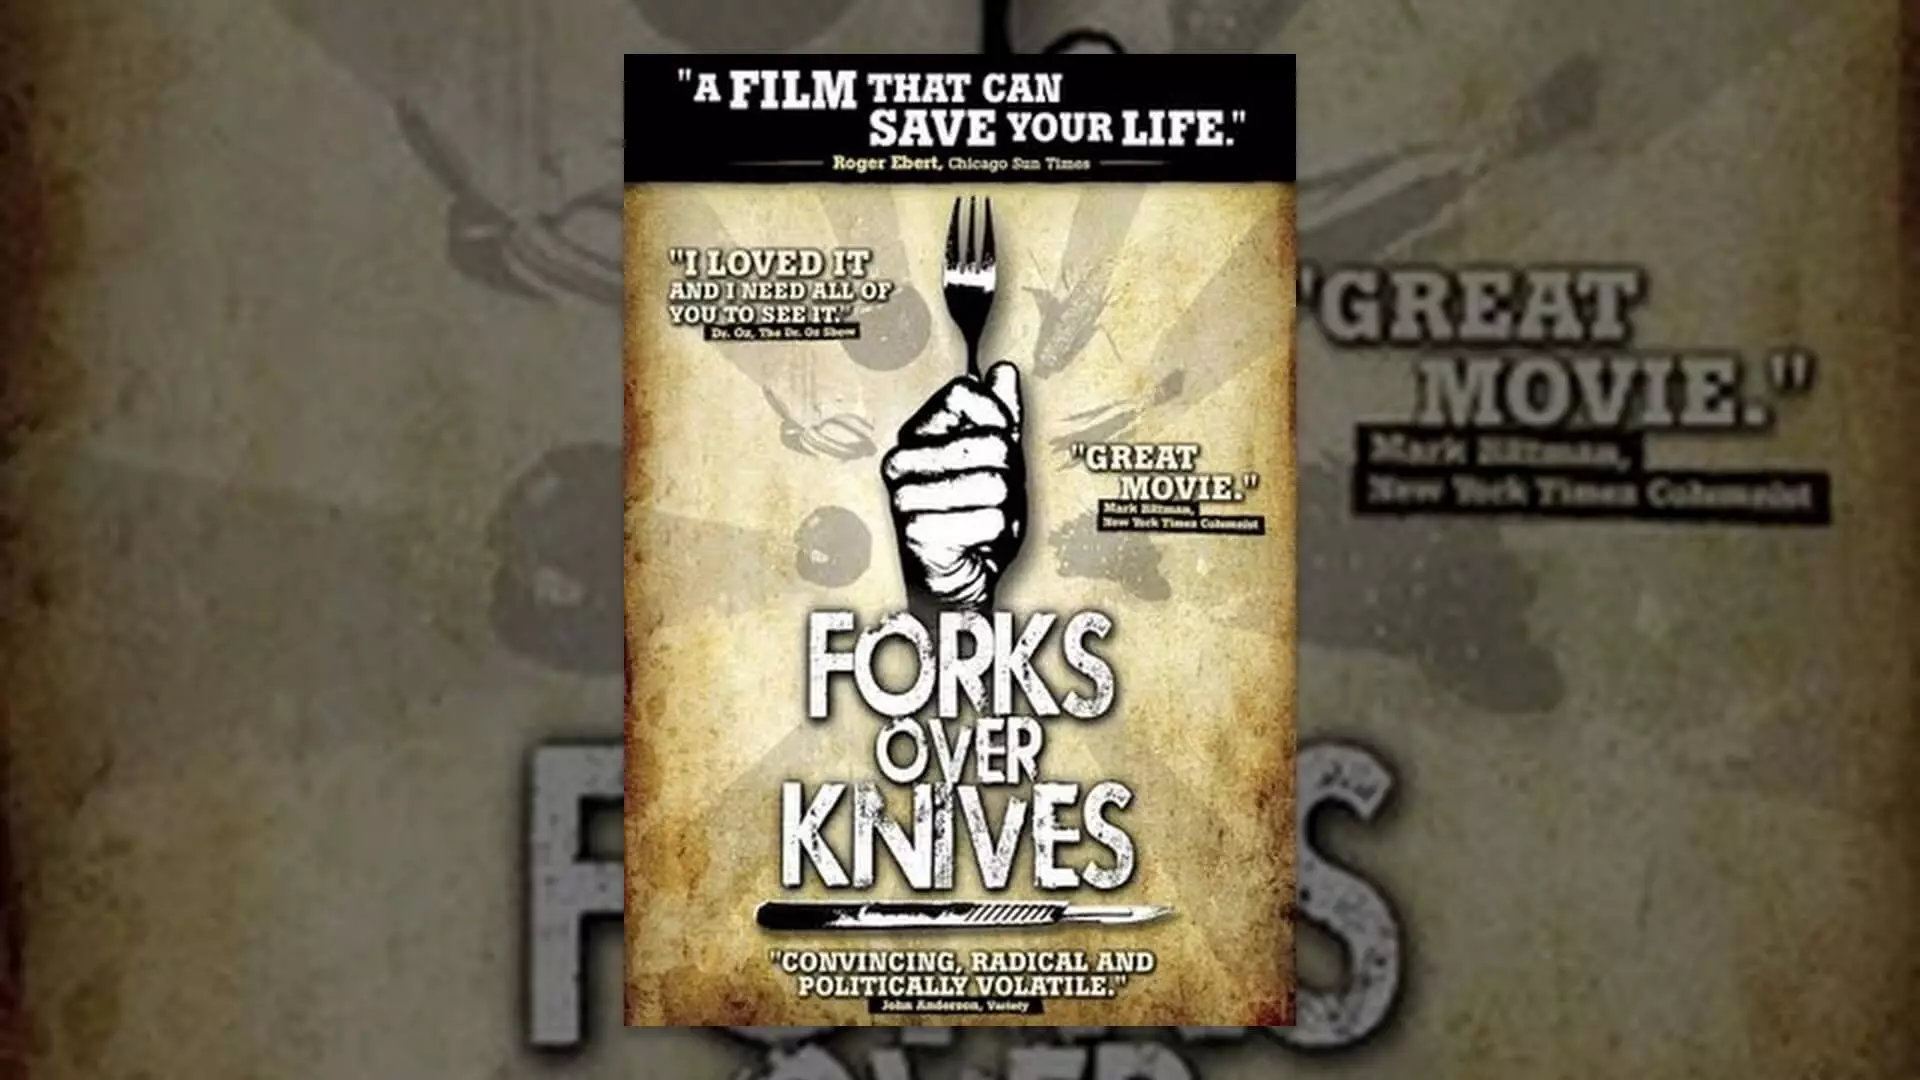 "A FILM THAT CAN
SAVE YOUR LIFE."
Roger Ebert, Chicago Sun Times
"I LOVED IT
AND I NEED ALL OF
YOU TO SEE IT."
Dr. Oz, The Dr. Oz Show
"GREAT
MOVIE."
Mark Bittman,
New York Times Columnist
FORKS
OVER
KNIVES
"CONVINCING, RADICAL AND
POLITICALLY VOLATILE."
John Anderson, Variety
"GREAT
MOVIE."
Mark Bittman,
New York Times Columnist
F S